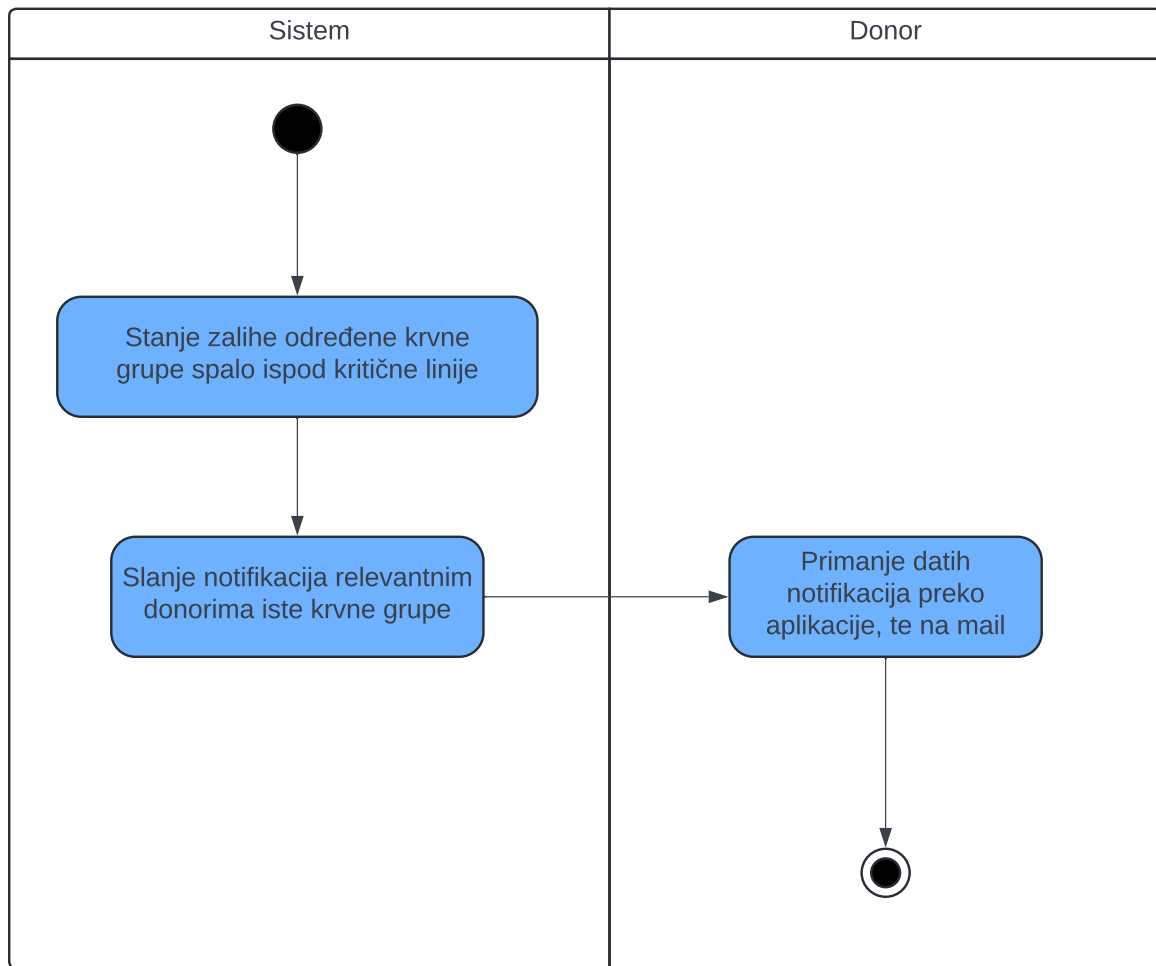 Sistem
Donor
Stanje zalihe određene krvne
grupe spalo ispod kritične linije
Slanje notifikacija relevantnim
donorima iste krvne grupe
Primanje datih
notifikacija preko
aplikacije, te na mail